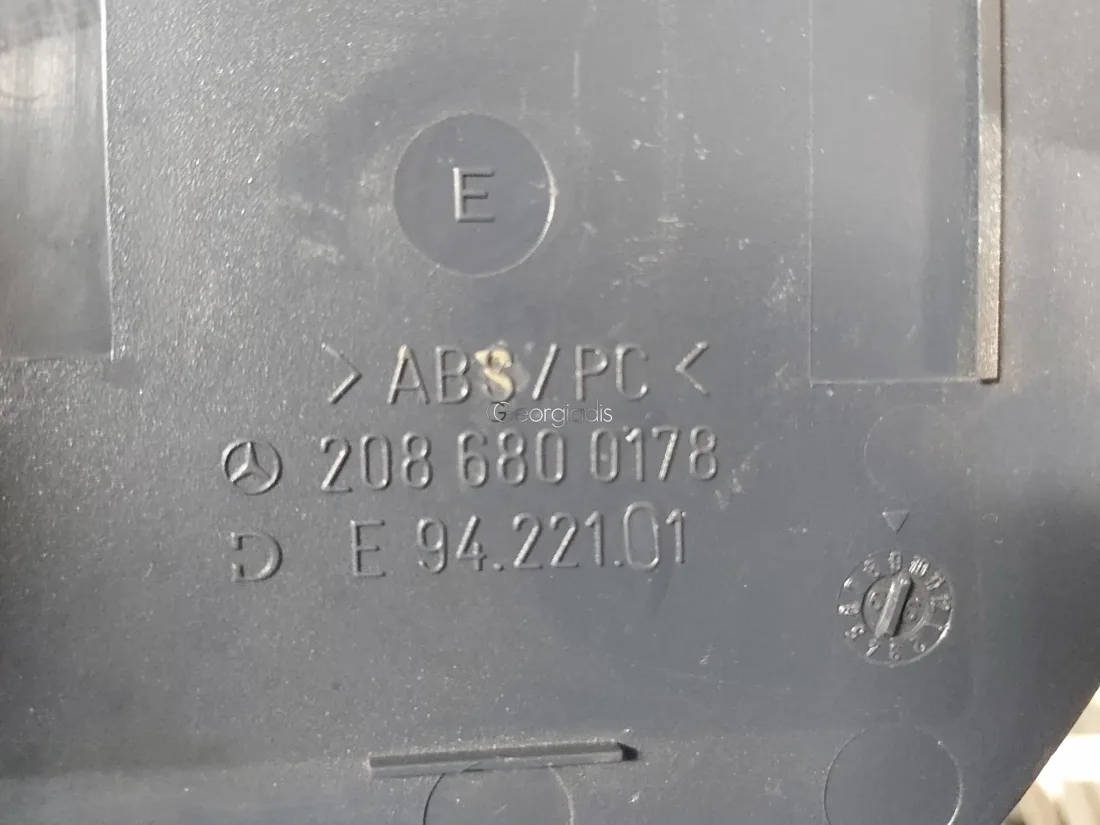 E
> ABS/PC <
Georgiadis
208 680 0178
D E 94.221.01